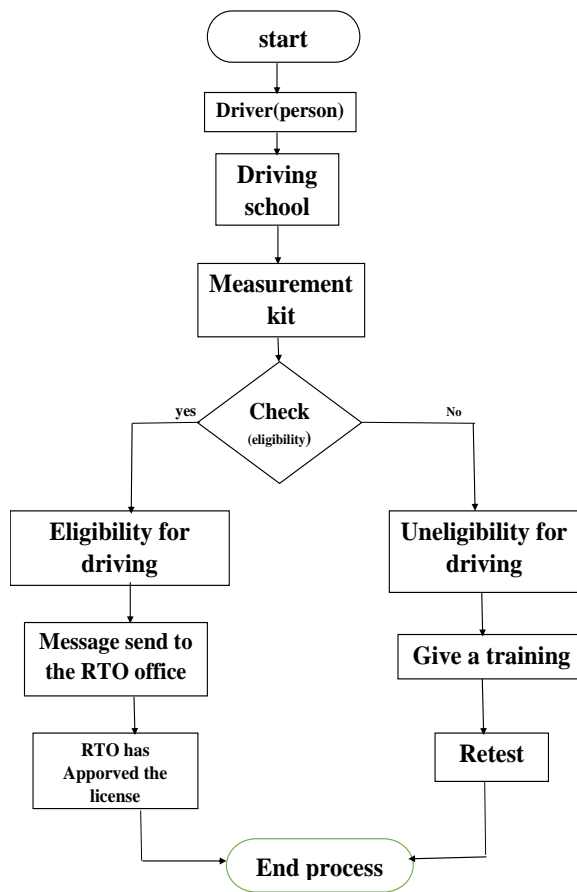 start
Driver(person)
Driving
school
Measurement
kit
yes
Check
No
(eligibility)
Eligibility for
driving
Uneligibility for
driving
Message send to
the RTO office
Give a training
RTO has
Apporved the
license
Retest
End process